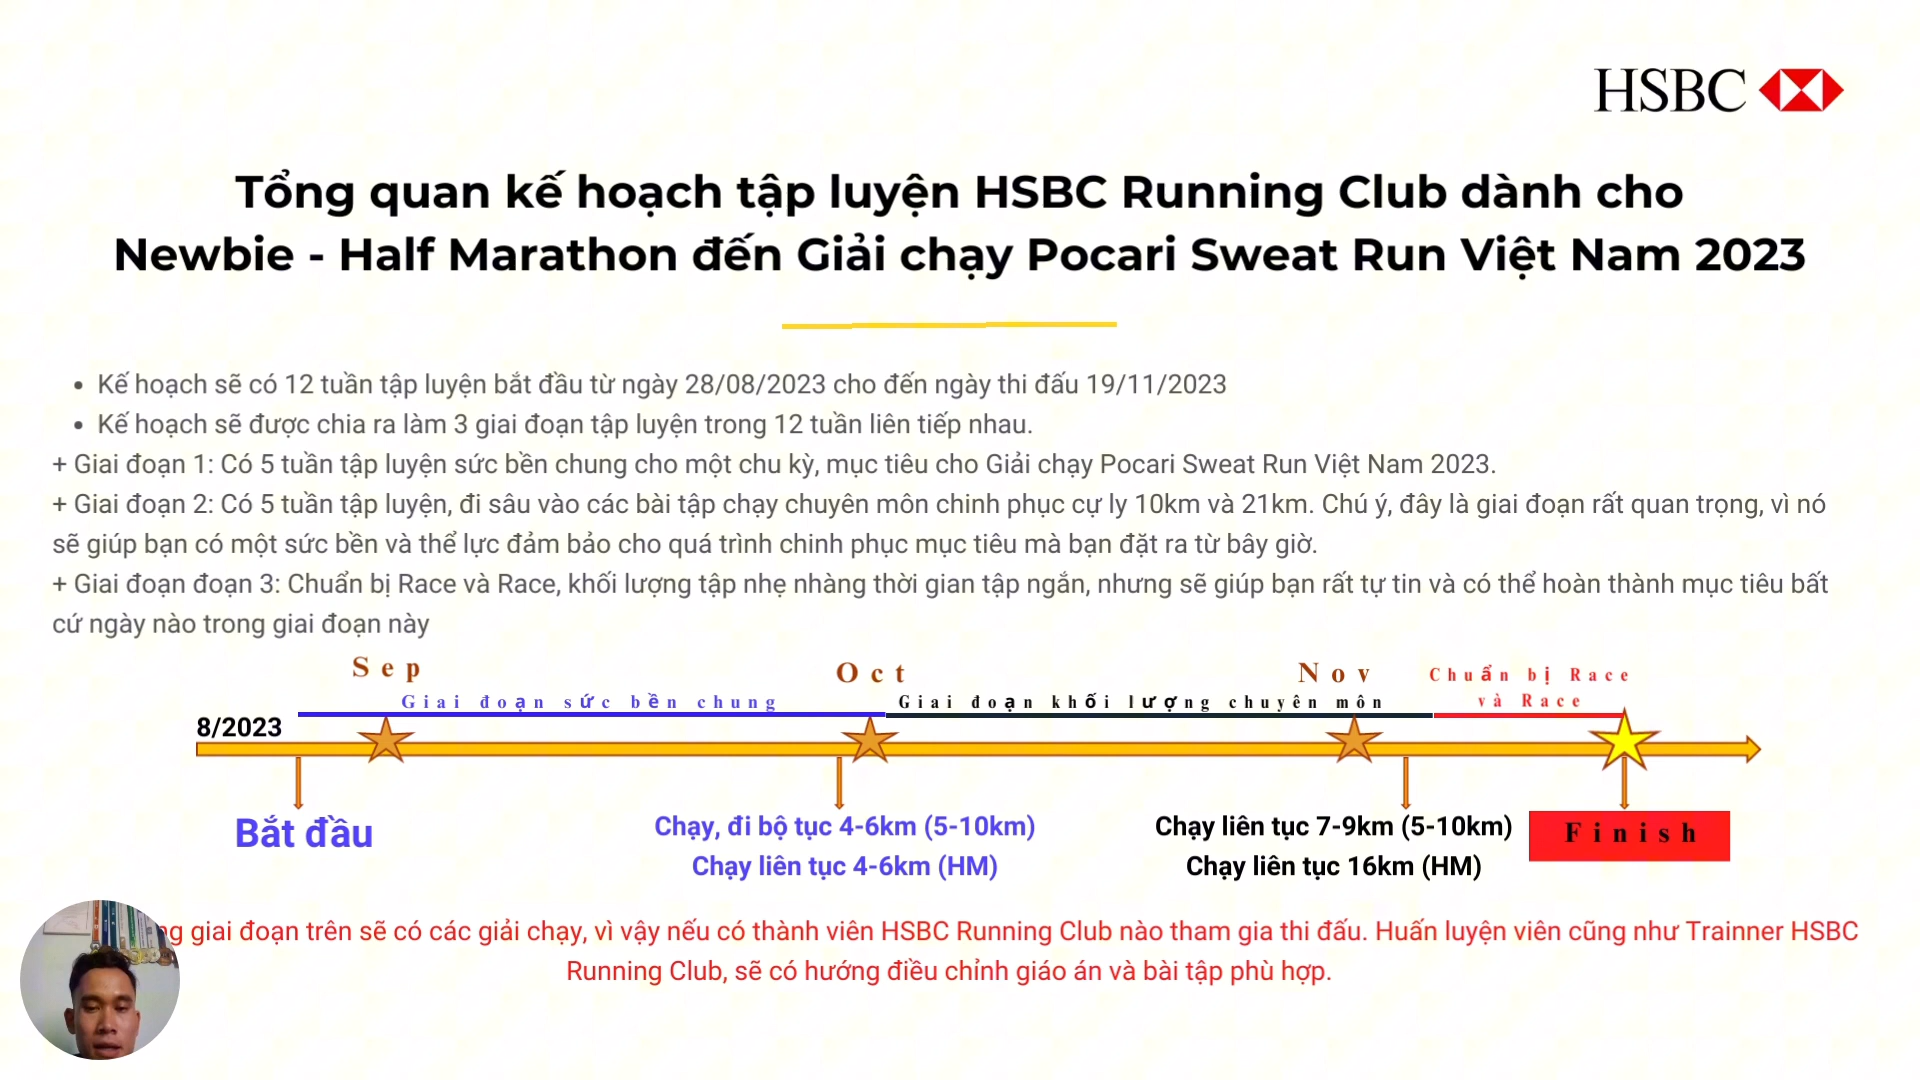 HSBC
Tổng quan kế hoạch tập luyện HSBC Running Club dành cho
Newbie - Half Marathon đến Giải chạy Pocari Sweat Run Việt Nam 2023
• Kế hoạch sẽ có 12 tuần tập luyện bắt đầu từ ngày 28/08/2023 cho đến ngày thi đấu 19/11/2023
• Kế hoạch sẽ được chia ra làm 3 giai đoạn tập luyện trong 12 tuần liên tiếp nhau.
+ Giai đoạn 1: Có 5 tuần tập luyện sức bền chung cho một chu kỳ, mục tiêu cho Giải chạy Pocari Sweat Run Việt Nam 2023.
+ Giai đoạn 2: Có 5 tuần tập luyện, đi sâu vào các bài tập chạy chuyên môn chinh phục cự ly 10km và 21km. Chú ý, đây là giai đoạn rất quan trọng, vì nó
sẽ giúp bạn có một sức bền và thể lực đảm bảo cho quá trình chinh phục mục tiêu mà bạn đặt ra từ bây giờ.
+ Giai đoạn đoạn 3: Chuẩn bị Race và Race, khối lượng tập nhẹ nhàng thời gian tập ngắn, nhưng sẽ giúp bạn rất tự tin và có thể hoàn thành mục tiêu bất
cứ ngày nào trong giai đoạn này
Sep
Oct
Nov
Chuẩn bị Race
và Race
Giai đoạn sức bền chung
Giai đoạn khối lượng chuyên môn
8/2023
Bắt đầu
Chạy, đi bộ tục 4-6km (5-10km)
Chạy liên tục 4-6km (HM)
Chạy liên tục 7-9km (5-10km)
Chạy liên tục 16km (HM)
Finish
giai đoạn trên sẽ có các giải chạy, vì vậy nếu có thành viên HSBC Running Club nào tham gia thi đấu. Huấn luyện viên cũng như Trainner HSBC
Running Club, sẽ có hướng điều chỉnh giáo án và bài tập phù hợp.